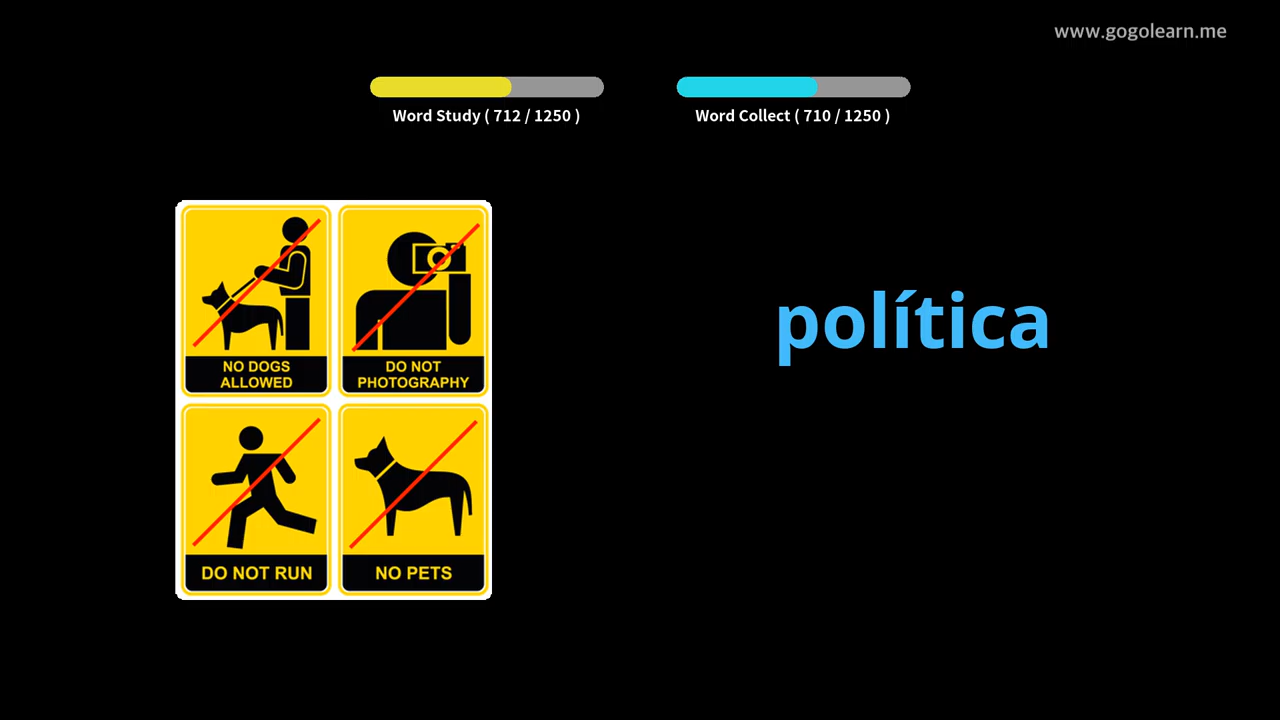 www.gogolearn.me
Word Study ( 712 / 1250 )
Word Collect ( 710 / 1250 )
NO DOGS
ALLOWED
DO NOT
PHOTOGRAPHY
política
DO NOT RUN
NO PETS